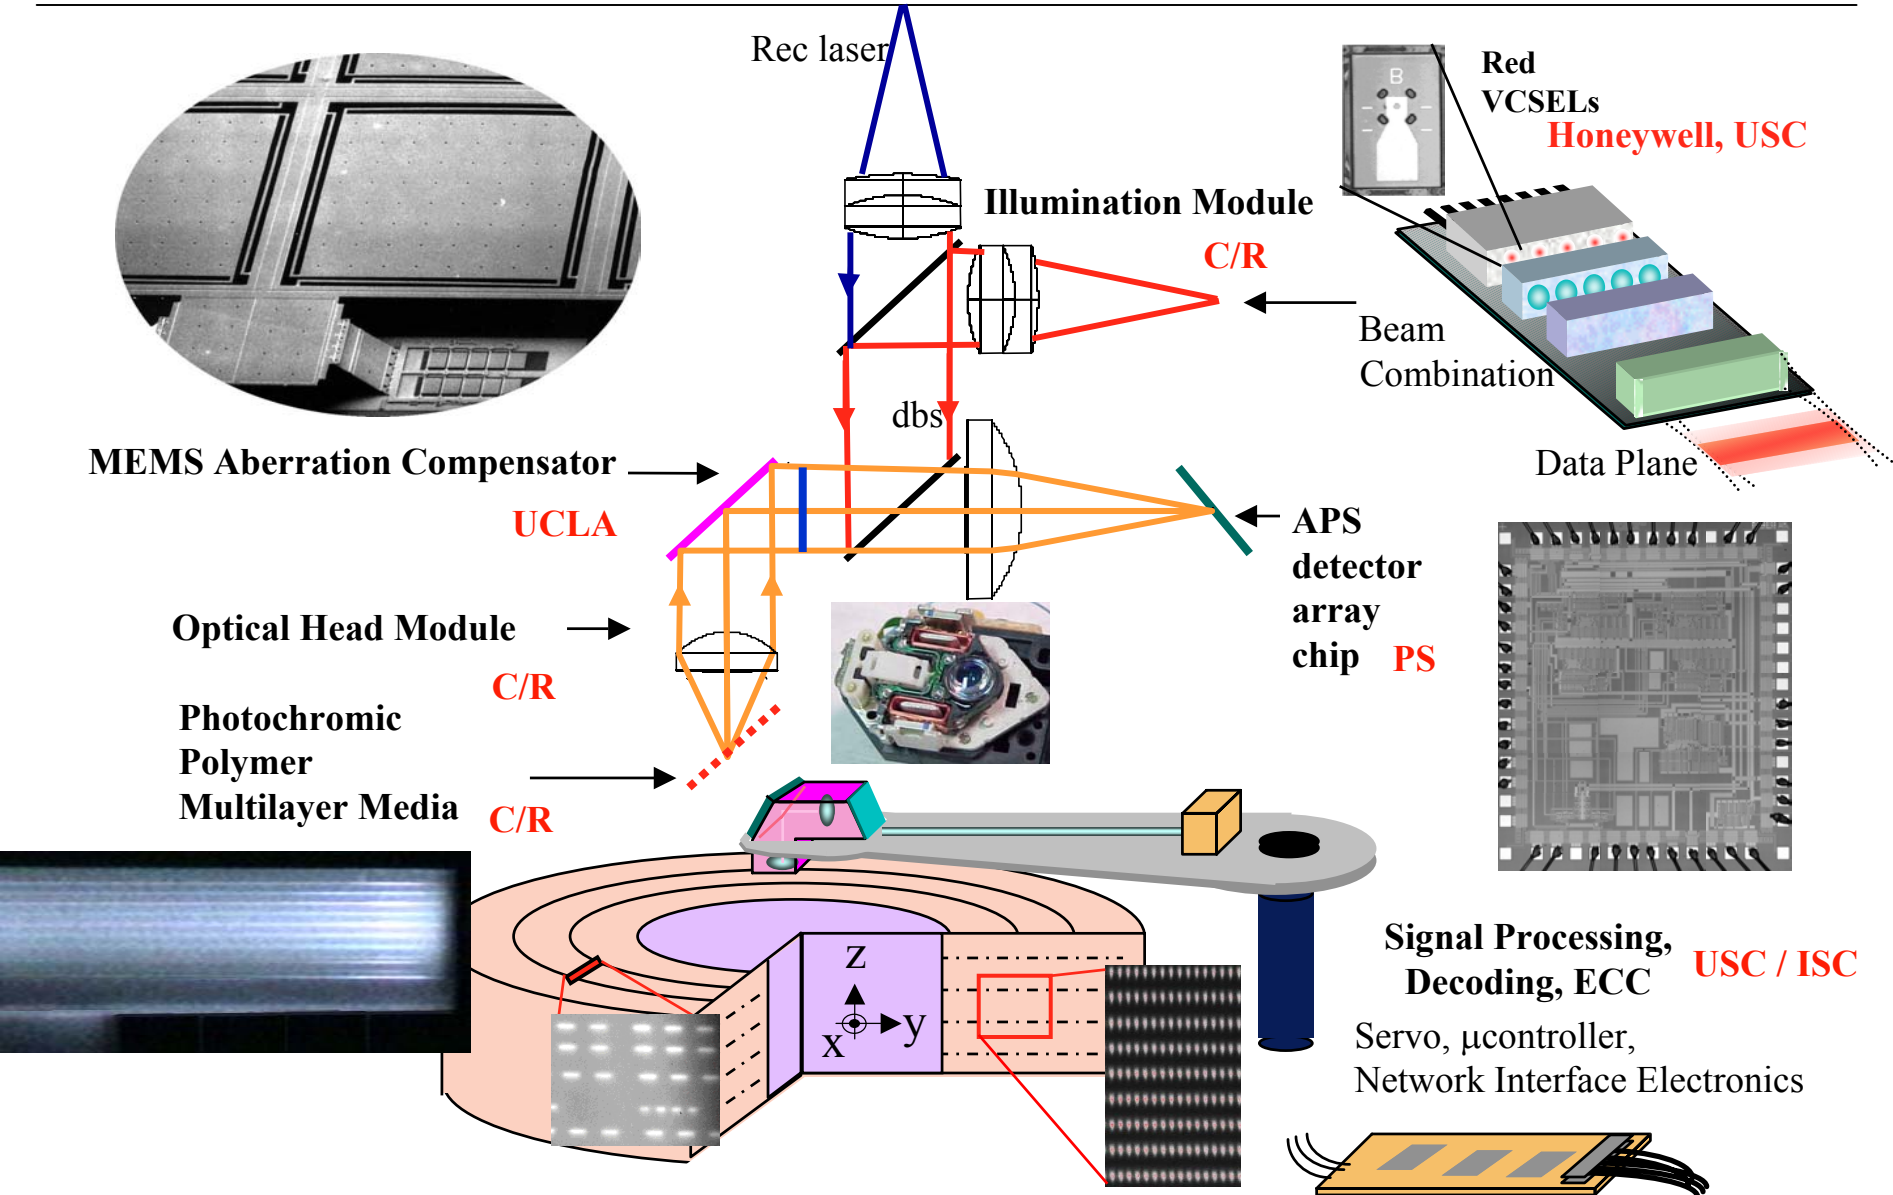 Rec laser
B
Red
VCSELs
Honeywell, USC
Illumination Module
C/R
Beam
Combination
dbs
Data Plane
MEMS Aberration Compensator
UCLA
APS
detector
array
chip PS
Optical Head Module
C/R
Photochromic
Polymer
Multilayer Media
C/R
Signal Processing,
Decoding, ECC
USC / ISC
z
x
y
Servo, μcontroller,
Network Interface Electronics